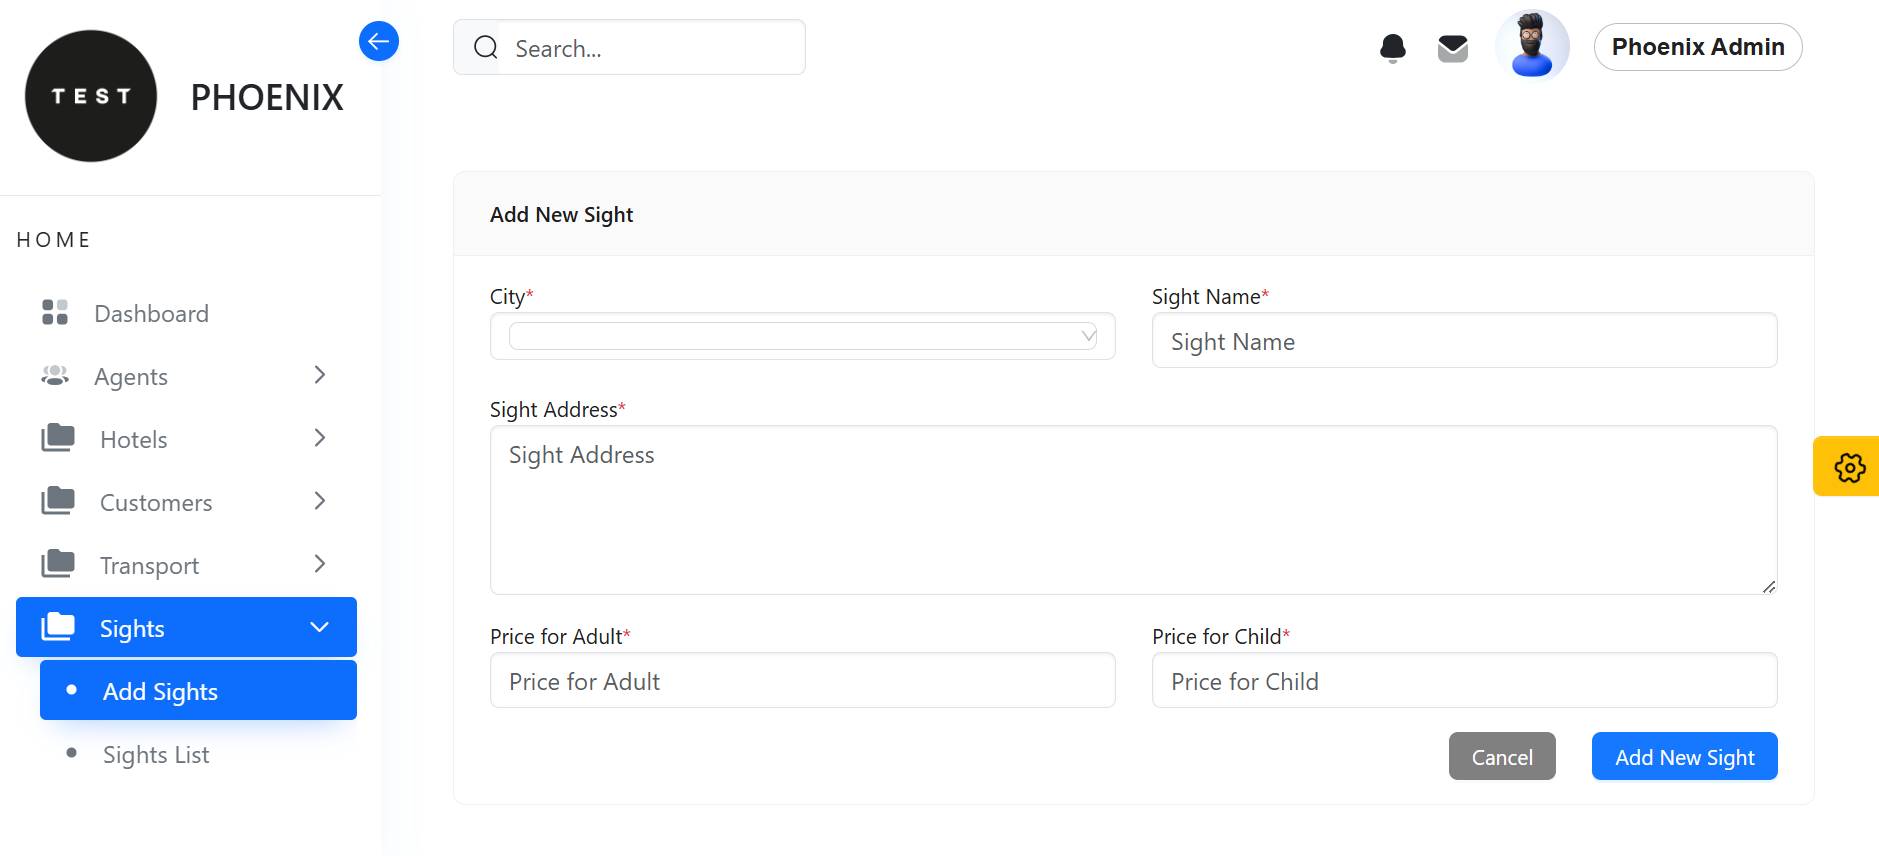 TEST
PHOENIX
Search...
Phoenix Admin
HOME
Dashboard
Agents
Hotels
Customers
Transport
Sights
Add Sights
Sights List
Add New Sight
City*
Sight Name*
Sight Name
Sight Address*
Sight Address
Price for Adult*
Price for Child*
Price for Adult
Price for Child
Cancel
Add New Sight